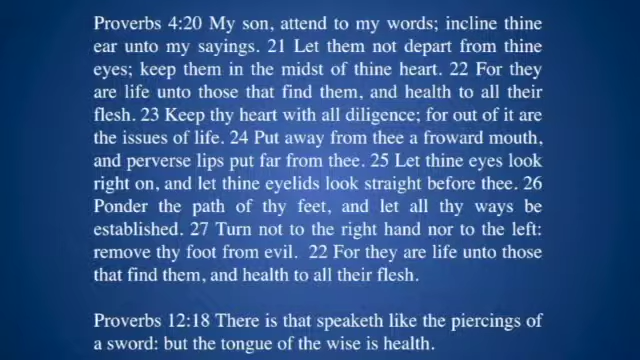 Proverbs 4:20 My son, attend to my words; incline thine
ear unto my sayings. 21 Let them not depart from thine
eyes; keep them in the midst of thine heart. 22 For they
are life unto those that find them, and health to all their
flesh. 23 Keep thy heart with all diligence; for out of it are
the issues of life. 24 Put away from thee a froward mouth,
and perverse lips put far from thee. 25 Let thine eyes look
right on, and let thine eyelids look straight before thee. 26
Ponder the path of thy feet, and let all thy ways be
established. 27 Turn not to the right hand nor to the left:
remove thy foot from evil. 22 For they are life unto those
that find them, and health to all their flesh.
Proverbs 12:18 There is that speaketh like the piercings of
a sword: but the tongue of the wise is health.